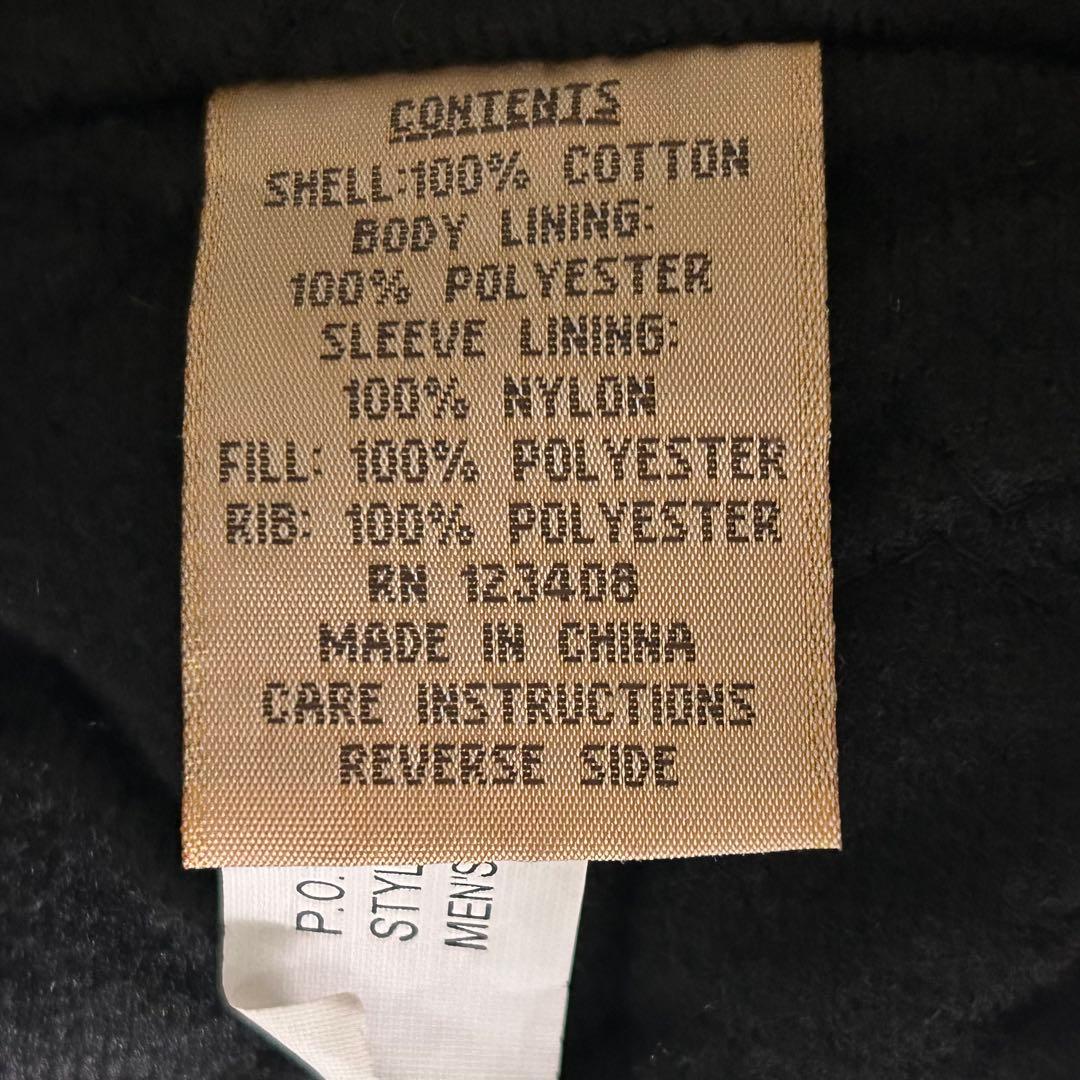 CONTENTS
SHELL:100% COTTON
BODY LINING:
100% POLYESTER
SLEEVE LINING:
100% NYLON
FILL: 100% POLYESTER
RIB: 100% POLYESTER
RN 123408
MADE IN CHINA
CARE INSTRUCTIONS
REVERSE SIDE
P.O.
STYL
MEN'S